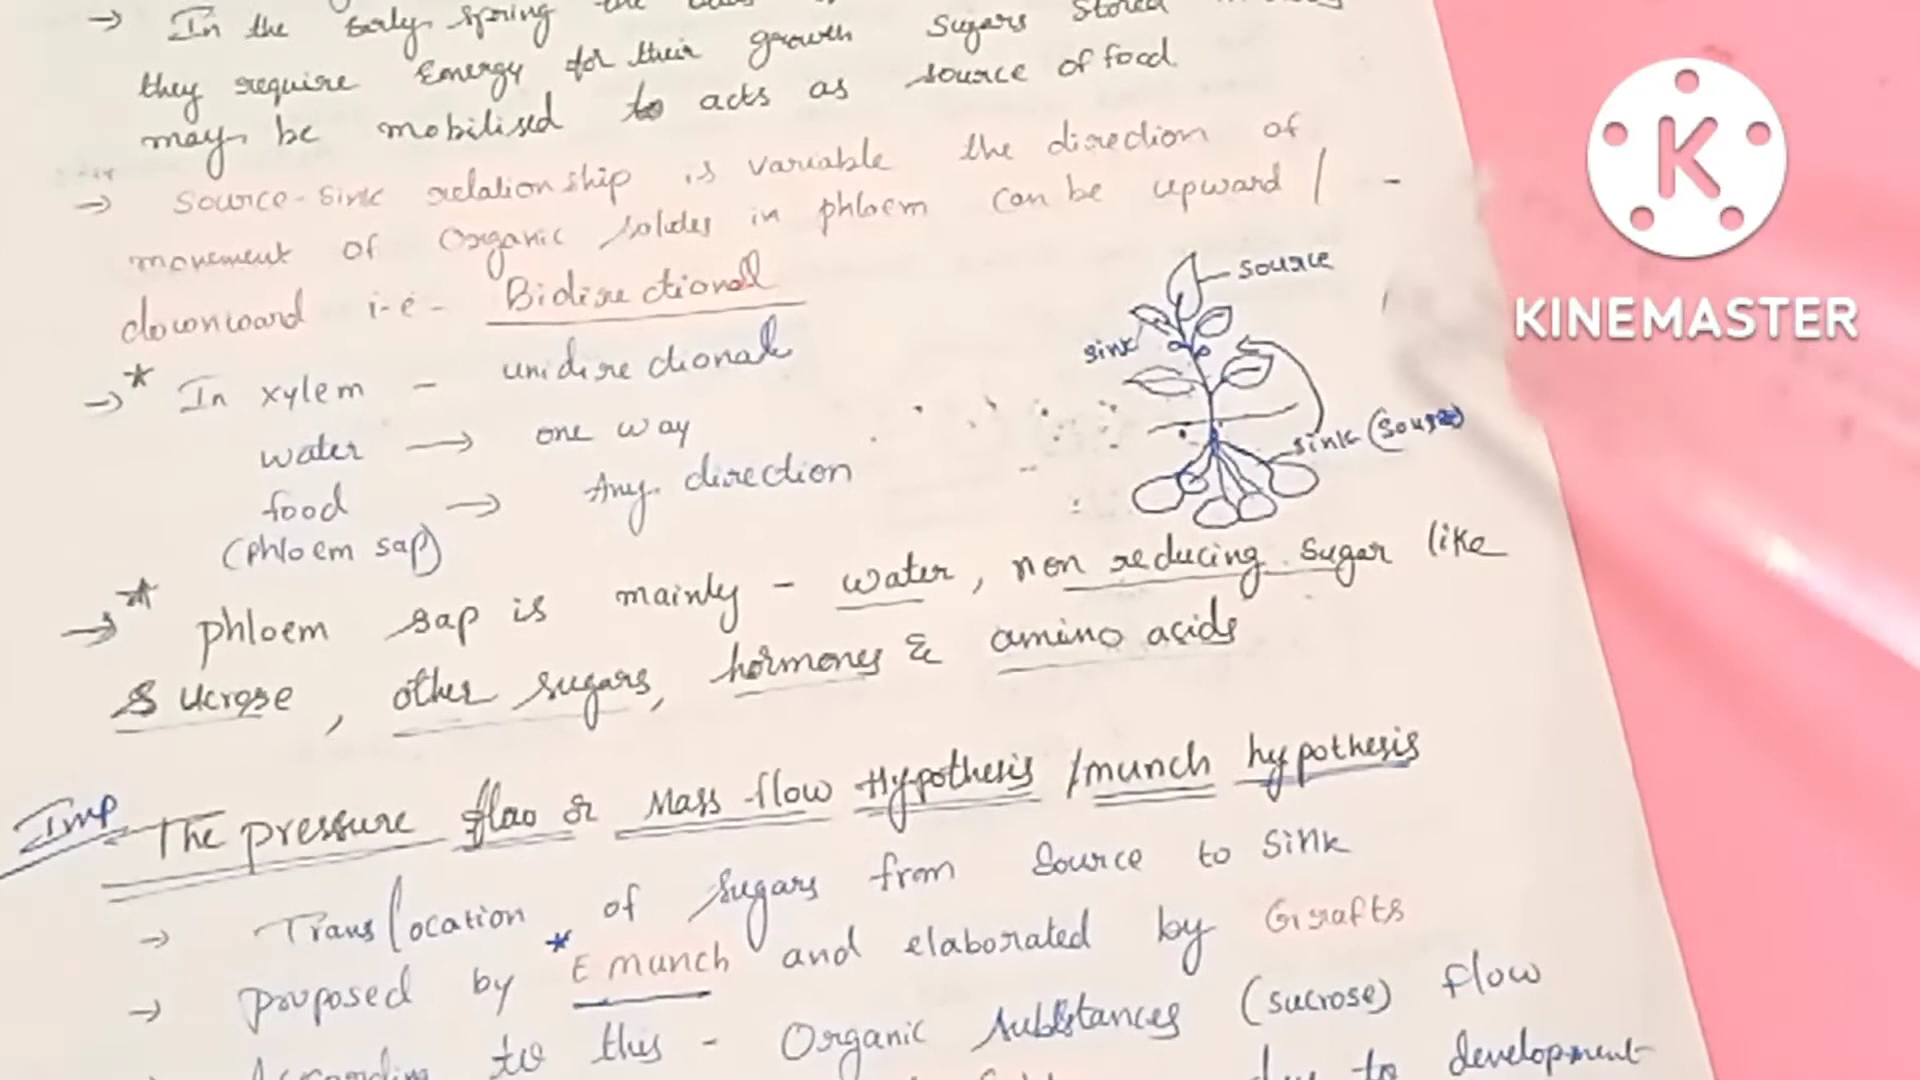 → In the Early spring the
they require Energy for their growth Sugars Stored
may be mobilised to acts as source of food
→ Source-Sink relationship is variable the direction of
movement of Organic solutes in phloem can be upward / -
downward i-e- Bidirectional
→* In xylem - unidirectional
water → one way
food → Any direction
(phloem sap)
→* phloem sap is mainly - water, non reducing sugar like
Sucrose, other sugars, hormones & amino acids
source
sink
sink (source)
Imp The pressure flao or Mass flow Hypothesis /munch hypothesis
→ Translocation of sugars from Source to Sink
→ proposed by * E munch and elaborated by Girafts
According to this - Organic substances (sucrose) flow
due to development
K
KINEMASTER